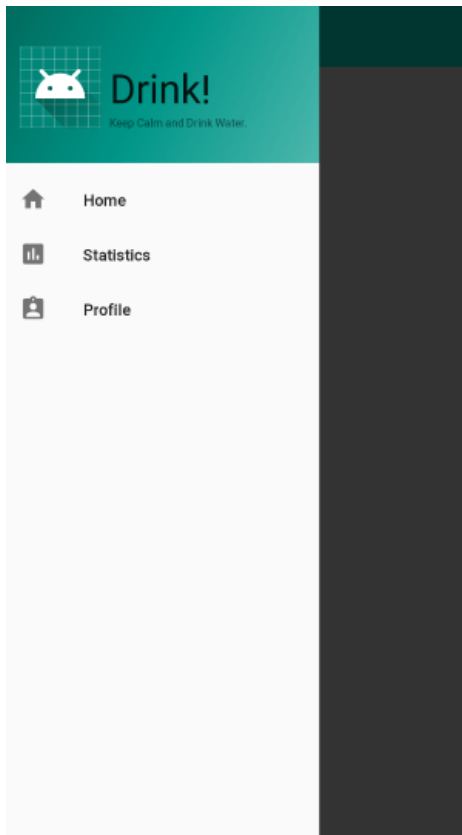 Drink!
Keep Calm and Drink Water.
Home
Statistics
Profile